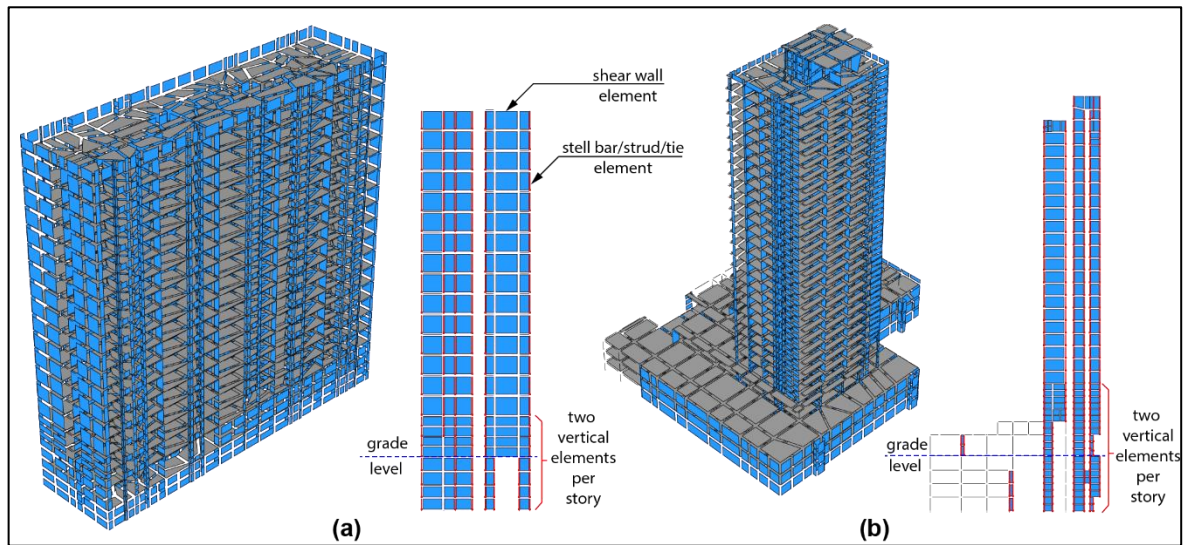 shear wall
element
stell bar/strud/tie
element
two
vertical
elements
per
story
grade
level
(a)
grade
level
two
vertical
elements
per
story
(b)